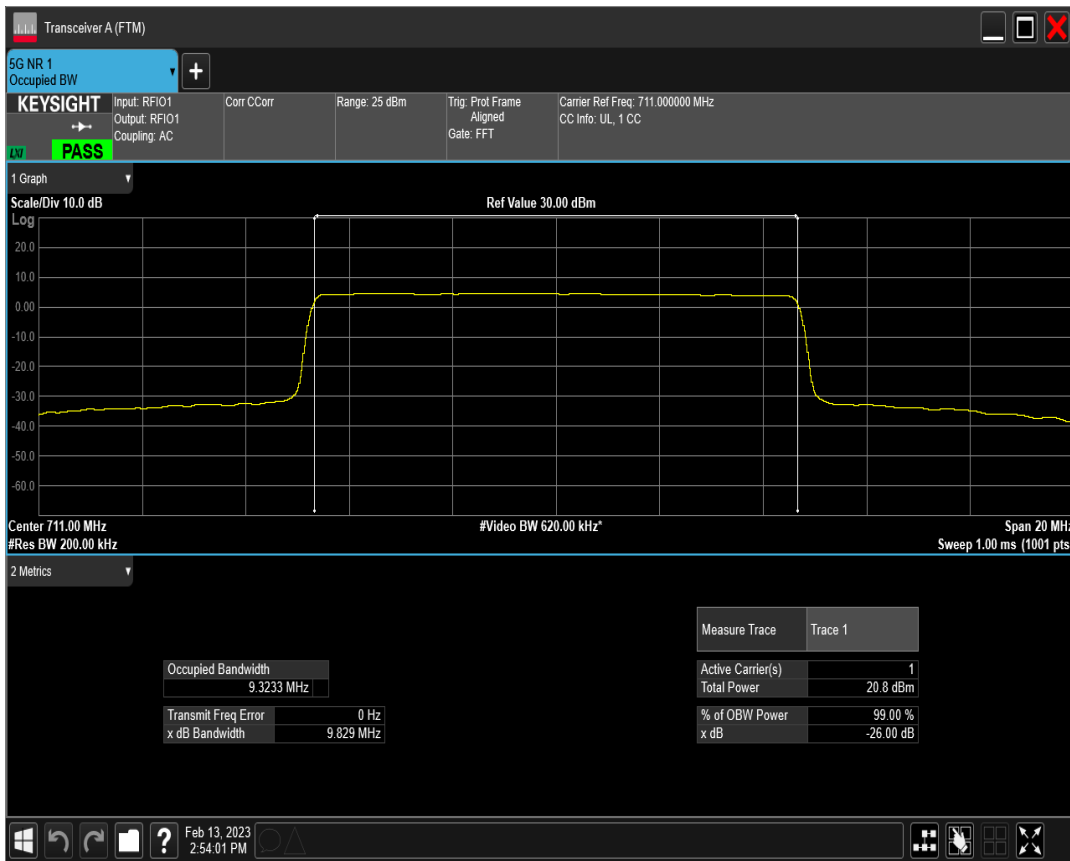 Transceiver A (FTM)
5G NR 1
Occupied BW
+
KEYSIGHT
LXI
PASS
Input: RFIO1
Output: RFIO1
Coupling: AC
Corr CCorr
Range: 25 dBm
Trig: Prot Frame
Aligned
Gate: FFT
Carrier Ref Freq: 711.000000 MHz
CC Info: UL, 1 CC
1 Graph
Scale/Div 10.0 dB
Ref Value 30.00 dBm
Log
20.0
10.0
0.00
-10.0
-20.0
-30.0
-40.0
-50.0
-60.0
Center 711.00 MHz
#Video BW 620.00 kHz*
Span 20 MHz
#Res BW 200.00 kHz
Sweep 1.00 ms (1001 pts
2 Metrics
Measure Trace Trace 1
Occupied Bandwidth
9.3233 MHz
Active Carrier(s) 1
Total Power 20.8 dBm
Transmit Freq Error 0 Hz
x dB Bandwidth 9.829 MHz
% of OBW Power 99.00 %
x dB -26.00 dB
?
Feb 13, 2023
2:54:01 PM